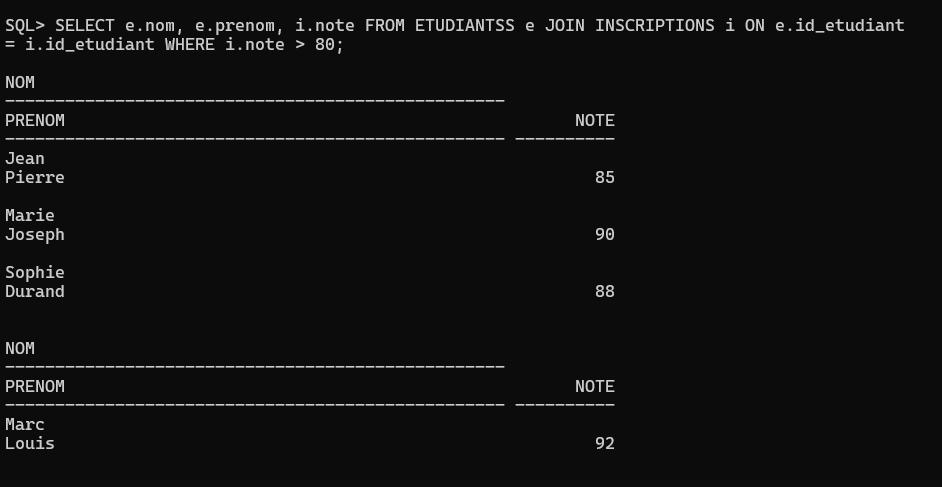 SQL> SELECT e.nom, e.prenom, i.note FROM ETUDIANTSS e JOIN INSCRIPTIONS i ON e.id_etudiant
= i.id_etudiant WHERE i.note > 80;
NOM
--------------------------------------------------
PRENOM                                                   NOTE
-------------------------------------------------- ----------
Jean
Pierre                                                     85
Marie
Joseph                                                     90
Sophie
Durand                                                     88
NOM
--------------------------------------------------
PRENOM                                                   NOTE
-------------------------------------------------- ----------
Marc
Louis                                                      92